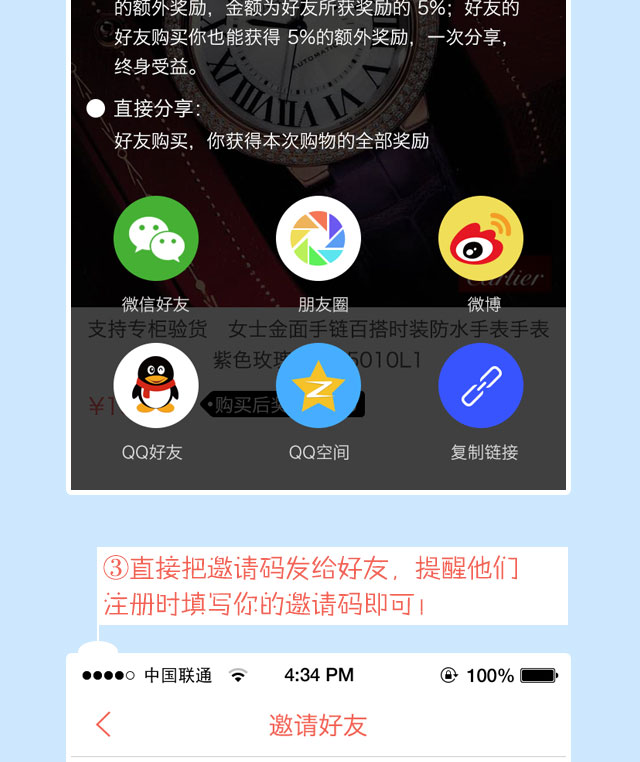 的额外奖励，金额为好友所获奖励的 5%；好友的
好友购买你也能获得 5%的额外奖励，一次分享，
终身受益。
直接分享：
好友购买，你获得本次购物的全部奖励
AUTOMATIC
Cartier
微信好友 朋友圈 微博
支持专柜验货 女士金面手链百搭时装防水手表手表
紫色玫 5010L1
¥1 购买后奖
QQ好友 QQ空间 复制链接
③直接把邀请码发给好友，提醒他们
注册时填写你的邀请码即可！
中国联通 4:34 PM 100%
邀请好友